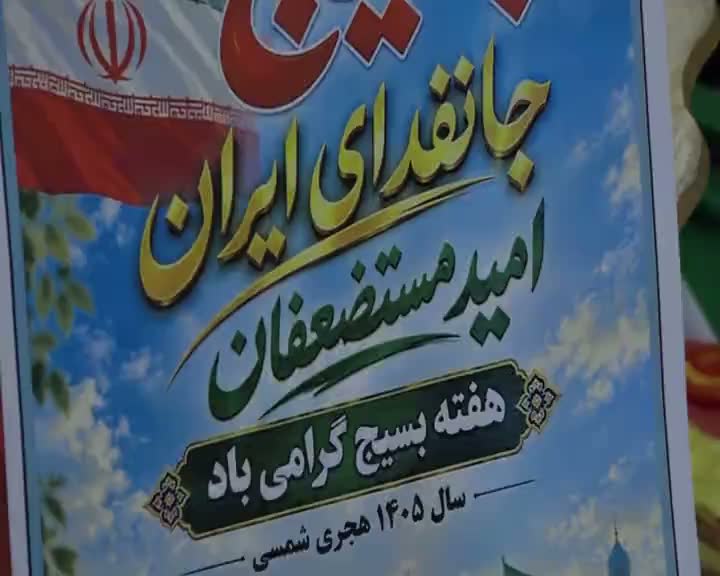 جانفدای ایران
امید مستضعفان
هفته بسیج گرامی باد
سال ۱۴۰۵ هجری شمسی